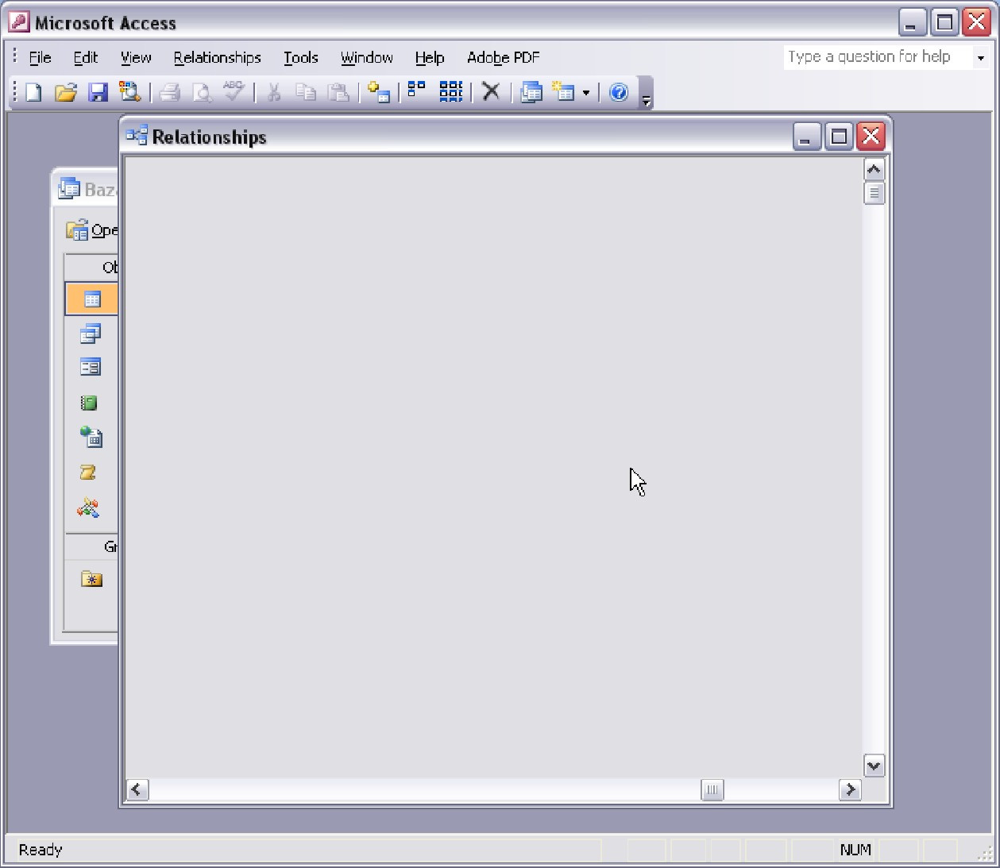 Microsoft Access
File Edit View Relationships Tools Window Help Adobe PDF
Type a question for help
Relationships
Baz
Ope
Ob
Gr
Ready
NUM